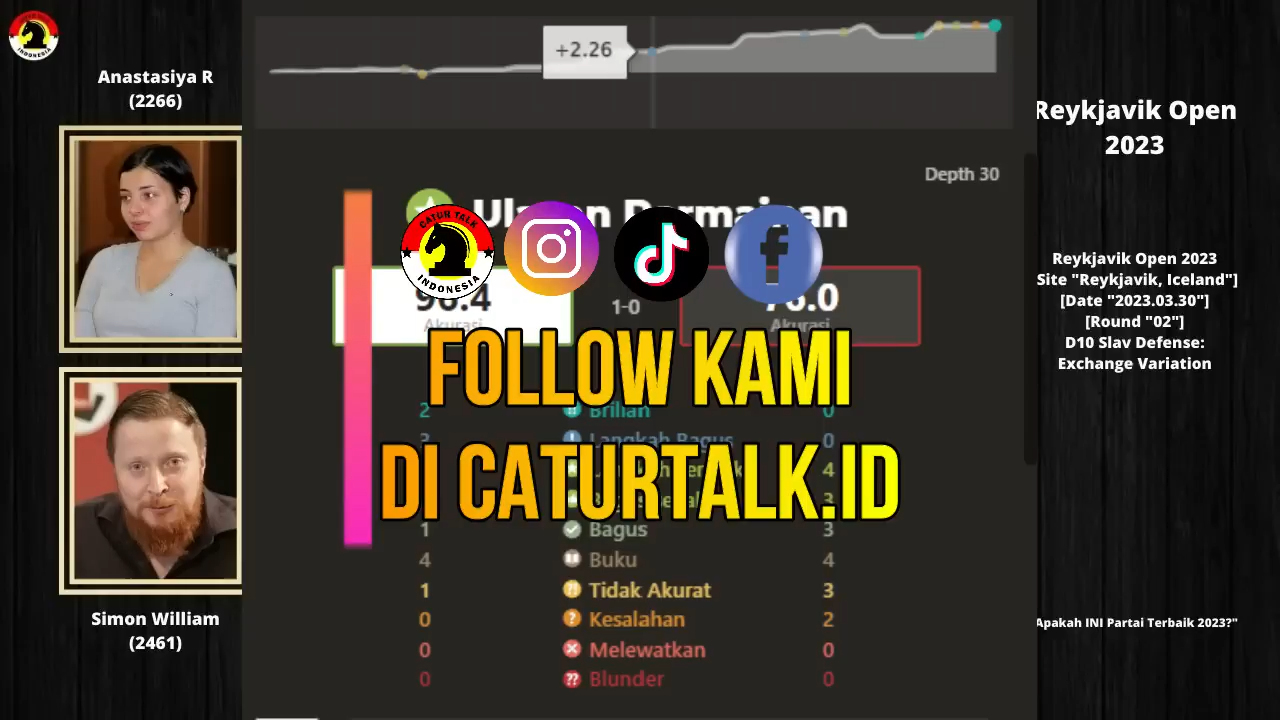 CATUR TALK
INDONESIA
Anastasiya R
(2266)
Simon William
(2461)
+2.26
Depth 30
1-0
Akurasi
Akurasi
CATUR TALK
INDONESIA
FOLLOW KAMI
DI CATURTALK.ID
2 Brilian 0
Langkah Bagus 0
4
1 Bagus 3
4 Buku 4
1 Tidak Akurat 3
0 Kesalahan 2
0 Melewatkan 0
0 Blunder 0
Reykjavik Open
2023
Reykjavik Open 2023
Site "Reykjavik, Iceland"]
[Date "2023.03.30"]
[Round "02"]
D10 Slav Defense:
Exchange Variation
Apakah INI Partai Terbaik 2023?"